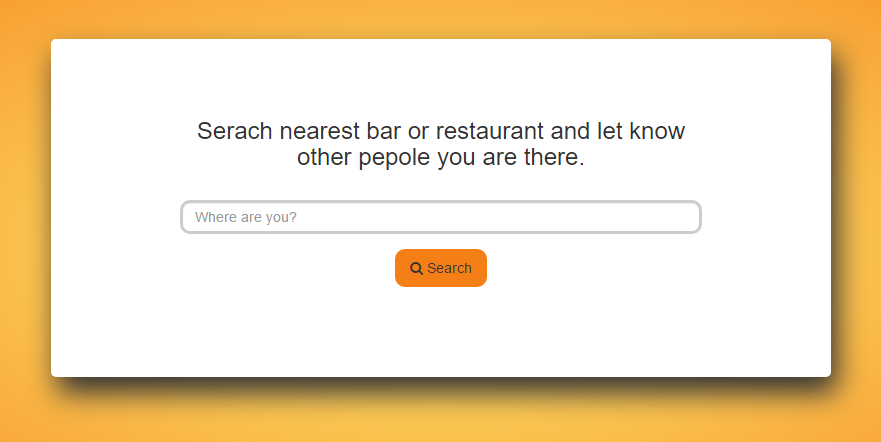 Serach nearest bar or restaurant and let know
other pepole you are there.
Where are you?
Search